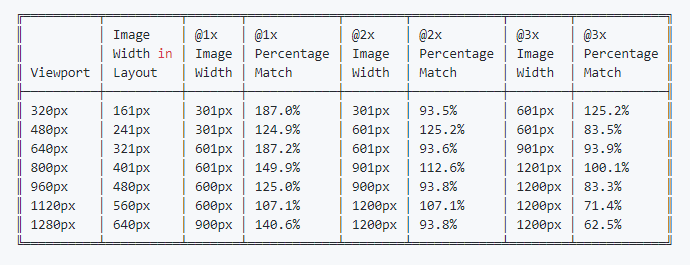 Image @1x @1x @2x @2x @3x @3x
Width in Image Percentage Image Percentage Image Percentage
Viewport Layout Width Match Width Match Width Match
320px 161px 301px 187.0% 301px 93.5% 601px 125.2%
480px 241px 301px 124.9% 601px 125.2% 601px 83.5%
640px 321px 601px 187.2% 601px 93.6% 901px 93.9%
800px 401px 601px 149.9% 901px 112.6% 1201px 100.1%
960px 480px 600px 125.0% 900px 93.8% 1200px 83.3%
1120px 560px 600px 107.1% 1200px 107.1% 1200px 71.4%
1280px 640px 900px 140.6% 1200px 93.8% 1200px 62.5%